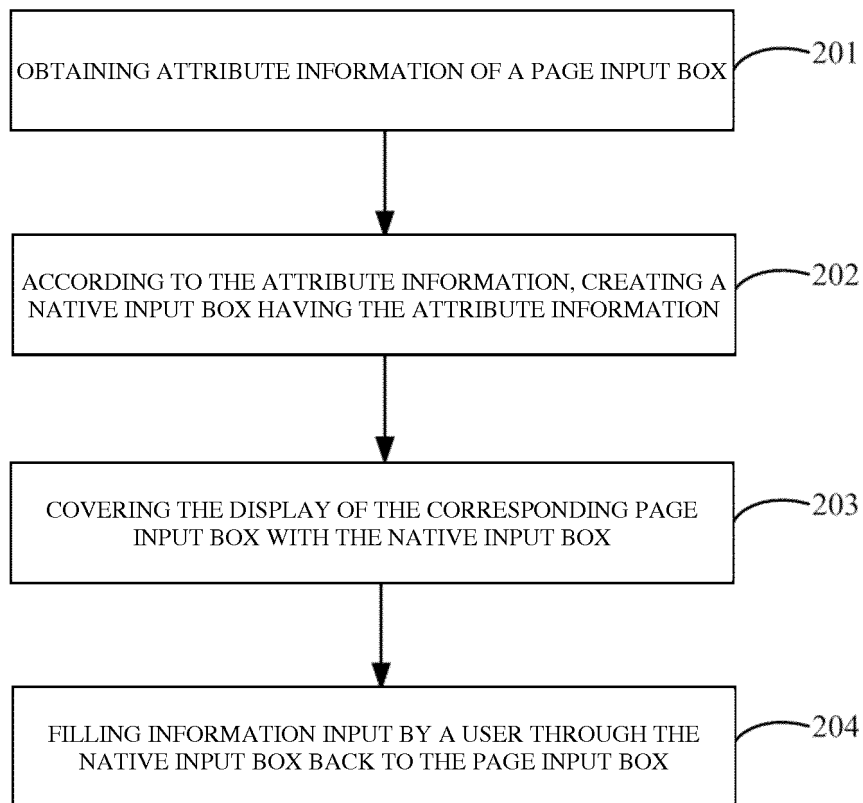 OBTAINING ATTRIBUTE INFORMATION OF A PAGE INPUT BOX
201
ACCORDING TO THE ATTRIBUTE INFORMATION, CREATING A
NATIVE INPUT BOX HAVING THE ATTRIBUTE INFORMATION
202
COVERING THE DISPLAY OF THE CORRESPONDING PAGE
INPUT BOX WITH THE NATIVE INPUT BOX
203
FILLING INFORMATION INPUT BY A USER THROUGH THE
NATIVE INPUT BOX BACK TO THE PAGE INPUT BOX
204